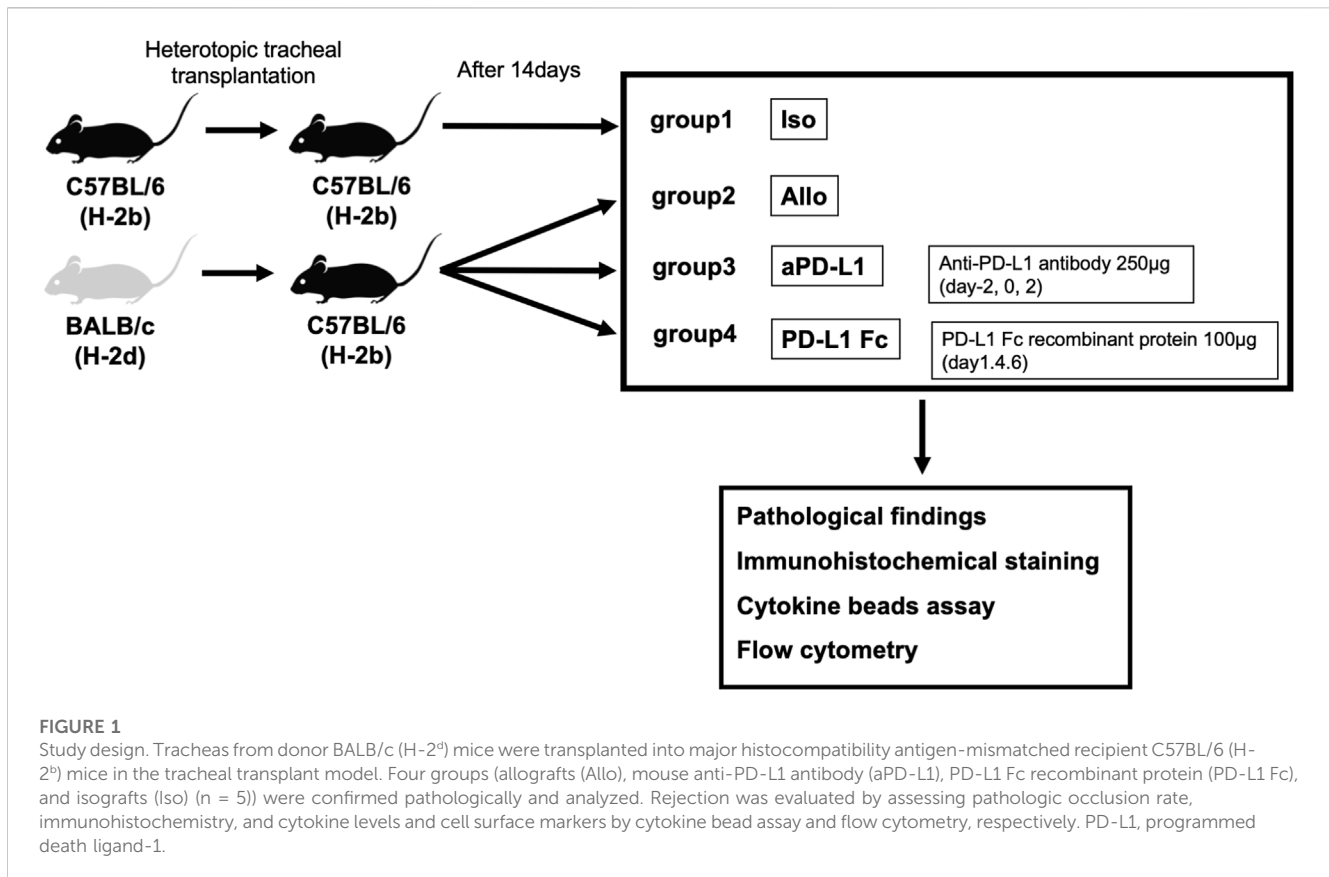 Heterotopic tracheal
transplantation
After 14days
C57BL/6
(H-2b)
C57BL/6
(H-2b)
BALB/c
(H-2d)
C57BL/6
(H-2b)
group1 Iso
group2 Allo
group3 aPD-L1 Anti-PD-L1 antibody 250µg
(day-2, 0, 2)
group4 PD-L1 Fc PD-L1 Fc recombinant protein 100µg
(day1.4.6)
Pathological findings
Immunohistochemical staining
Cytokine beads assay
Flow cytometry
FIGURE 1
Study design. Tracheas from donor BALB/c (H-2ᵈ) mice were transplanted into major histocompatibility antigen-mismatched recipient C57BL/6 (H-
2ᵇ) mice in the tracheal transplant model. Four groups (allografts (Allo), mouse anti-PD-L1 antibody (aPD-L1), PD-L1 Fc recombinant protein (PD-L1 Fc),
and isografts (Iso) (n = 5)) were confirmed pathologically and analyzed. Rejection was evaluated by assessing pathologic occlusion rate,
immunohistochemistry, and cytokine levels and cell surface markers by cytokine bead assay and flow cytometry, respectively. PD-L1, programmed
death ligand-1.